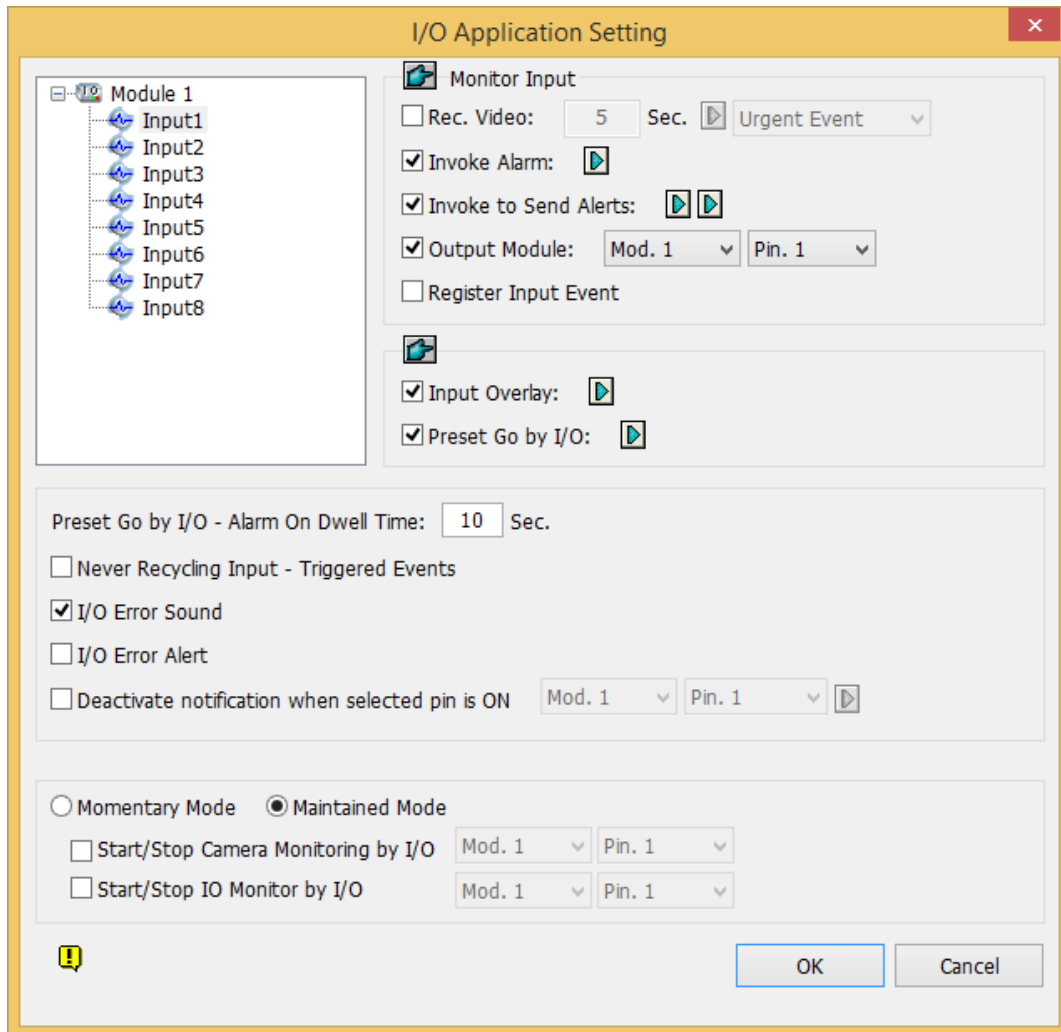 I/O Application Setting
Module 1
Input1
Input2
Input3
Input4
Input5
Input6
Input7
Input8
Monitor Input
Rec. Video: 5 Sec. Urgent Event
Invoke Alarm:
Invoke to Send Alerts:
Output Module: Mod. 1 Pin. 1
Register Input Event
Input Overlay:
Preset Go by I/O:
Preset Go by I/O - Alarm On Dwell Time: 10 Sec.
Never Recycling Input - Triggered Events
I/O Error Sound
I/O Error Alert
Deactivate notification when selected pin is ON Mod. 1 Pin. 1
Momentary Mode Maintained Mode
Start/Stop Camera Monitoring by I/O Mod. 1 Pin. 1
Start/Stop IO Monitor by I/O Mod. 1 Pin. 1
OK Cancel